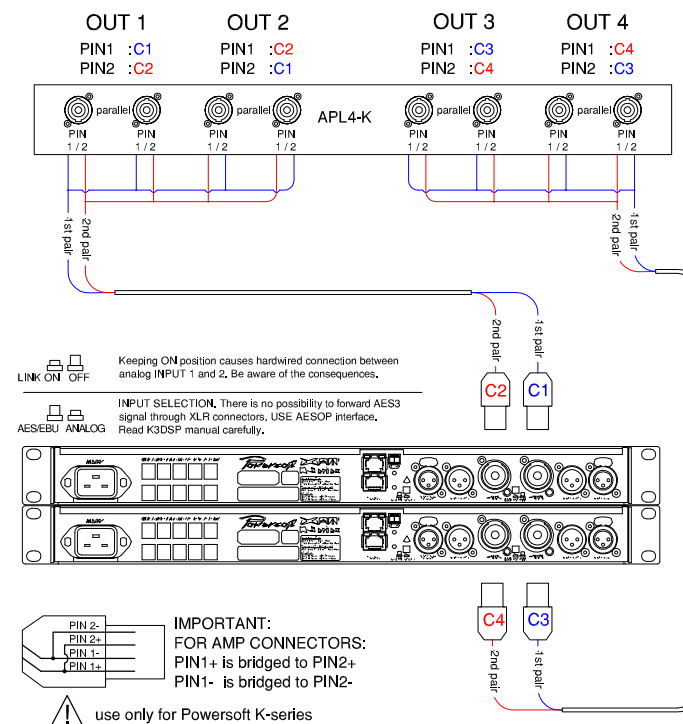 OUT 1 OUT 2 OUT 3 OUT 4
PIN1 :C1 PIN1 :C2 PIN1 :C3 PIN1 :C4
PIN2 :C2 PIN2 :C1 PIN2 :C4 PIN2 :C3
parallel parallel APL4-K parallel parallel
PIN PIN PIN PIN PIN PIN PIN PIN
1 / 2 1 / 2 1 / 2 1 / 2 1 / 2 1 / 2 1 / 2 1 / 2
1st pair
2nd pair
2nd pair
1st pair
2nd pair
1st pair
LINK ON OFF
Keeping ON position causes hardwired connection between
analog INPUT 1 and 2. Be aware of the consequences.
C2 C1
AES/EBU ANALOG
INPUT SELECTION. There is no possibility to forward AES3
signal through XLR connectors, USE AESOP interface.
Read K3DSP manual carefully.
Powersoft
Powersoft
PIN 2-
PIN 2+
PIN 1-
PIN 1+
IMPORTANT:
FOR AMP CONNECTORS:
PIN1+ is bridged to PIN2+
PIN1- is bridged to PIN2-
C4 C3
2nd pair
1st pair
use only for Powersoft K-series